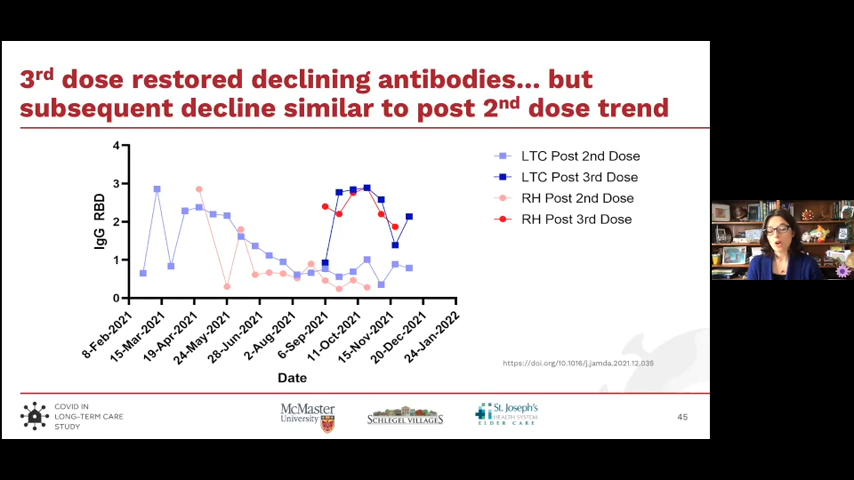 3rd dose restored declining antibodies... but
subsequent decline similar to post 2nd dose trend
4
3
2
1
0
IgG RBD
8-Feb-2021
15-Mar-2021
19-Apr-2021
24-May-2021
28-Jun-2021
2-Aug-2021
6-Sep-2021
11-Oct-2021
15-Nov-2021
20-Dec-2021
24-Jan-2022
Date
LTC Post 2nd Dose
LTC Post 3rd Dose
RH Post 2nd Dose
RH Post 3rd Dose
https://doi.org/10.1016/j.jamda.2021.12.035
COVID IN
LONG-TERM CARE
STUDY
McMaster
University
SCHLEGEL VILLAGES
St. Joseph's
HEALTH SYSTEM
ELDER CARE
45